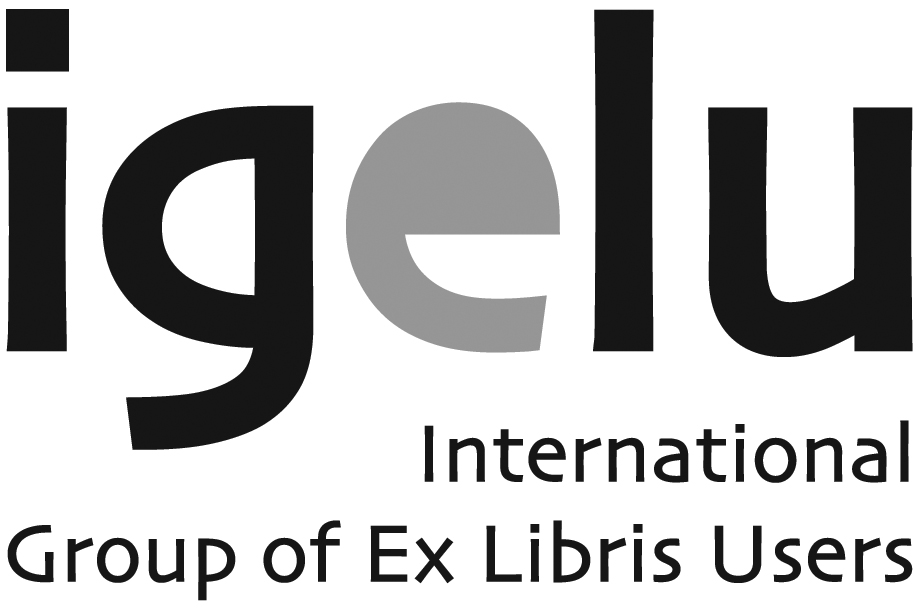 igelu
International
Group of Ex Libris Users